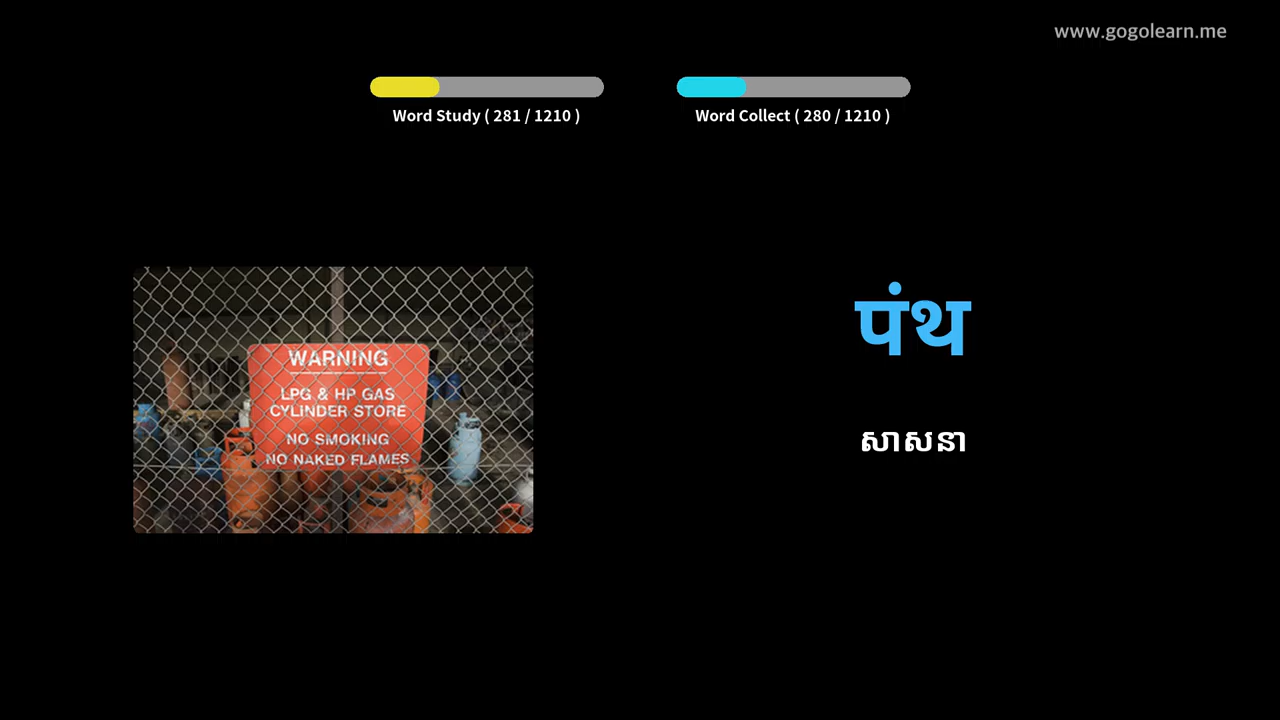 www.gogolearn.me
Word Study ( 281 / 1210 )
Word Collect ( 280 / 1210 )
WARNING
LPG & HP GAS
CYLINDER STORE
NO SMOKING
NO NAKED FLAMES
पंथ
សាសនា